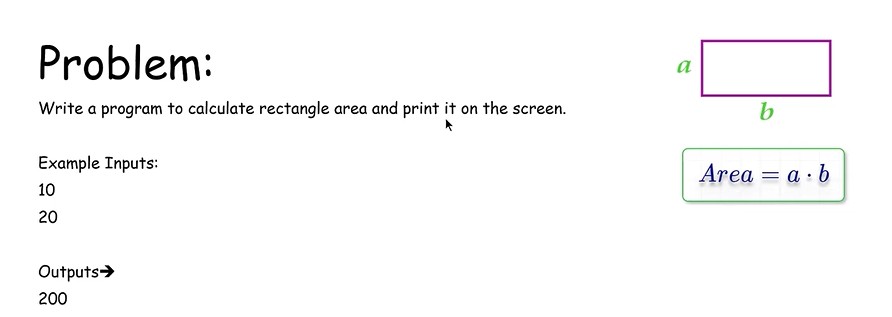 Problem:
Write a program to calculate rectangle area and print it on the screen.
Example Inputs:
10
20
Outputs➔
200
a
b
Area = a · b